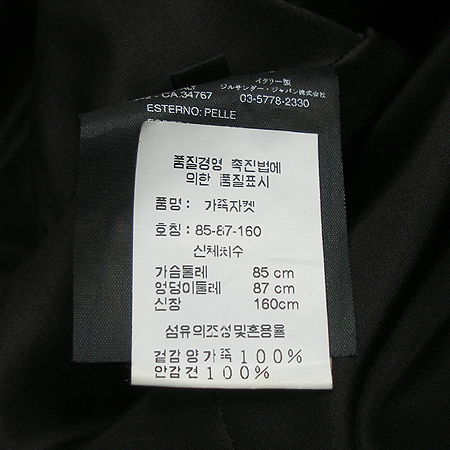 イタリー製
ジルサンダー・ジャパン株式会社
CA.34767 03-5778-2330
ESTERNO: PELLE
품질경영 촉진법에
의한 품질표시
품명: 가죽자켓
호칭: 85-87-160
신체치수
가슴둘레 85 cm
엉덩이둘레 87 cm
신장 160cm
섬유의조성및혼용율
겉감 양가죽 100%
안감 견 100%